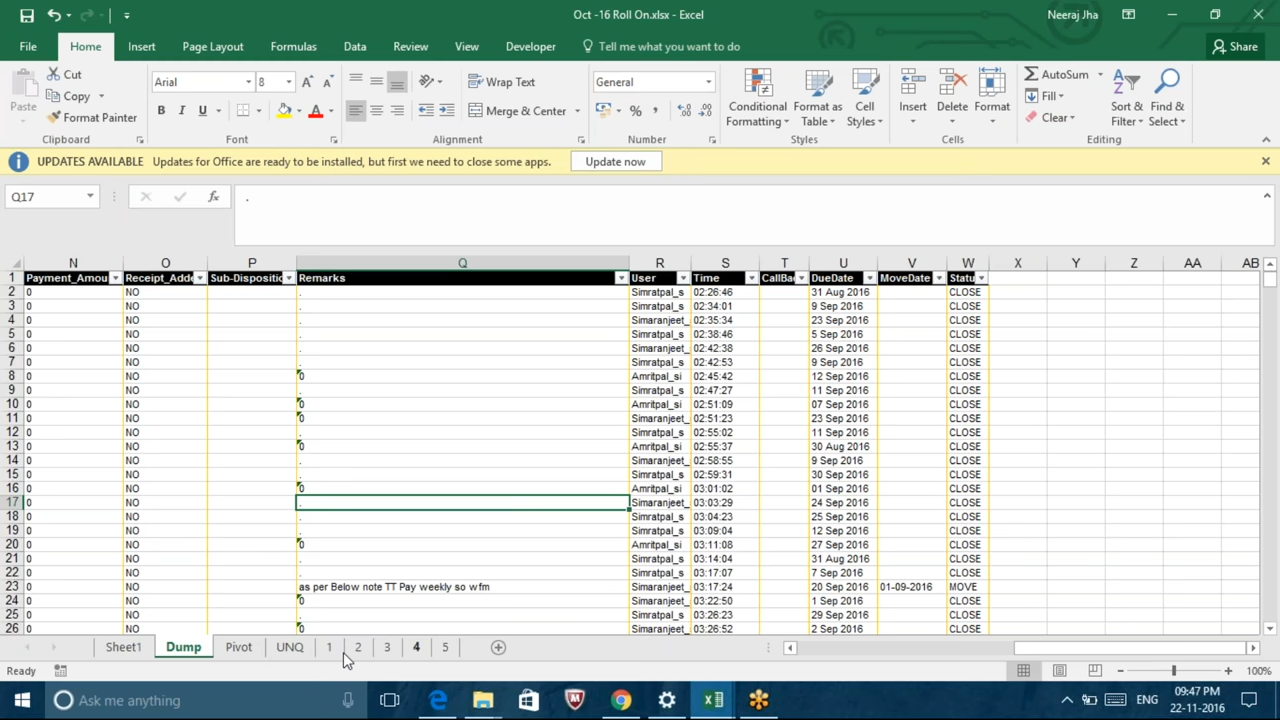 Oct -16 Roll On.xlsx - Excel
Neeraj Jha
File Home Insert Page Layout Formulas Data Review View Developer Tell me what you want to do Share
Paste Cut Copy Format Painter Clipboard
Arial 8 B I U A Font
Wrap Text Merge & Center Alignment
General % , Number
Conditional Formatting Format as Table Cell Styles Styles
Insert Delete Format Cells
AutoSum Fill Clear Sort & Filter Find & Select Editing
UPDATES AVAILABLE Updates for Office are ready to be installed, but first we need to close some apps. Update now
Q17 fx .
N O P Q R S T U V W X Y Z AA AB
1 Payment_Amou Receipt_Adde Sub-Dispositio Remarks User Time CallBa DueDate MoveDate Statu
2 0 NO . Simratpal_s 02:26:46 31 Aug 2016 CLOSE
3 0 NO . Simratpal_s 02:34:01 9 Sep 2016 CLOSE
4 0 NO . Simaranjeet_ 02:35:34 23 Sep 2016 CLOSE
5 0 NO . Simratpal_s 02:38:46 5 Sep 2016 CLOSE
6 0 NO . Simaranjeet_ 02:42:38 26 Sep 2016 CLOSE
7 0 NO . Simratpal_s 02:42:53 9 Sep 2016 CLOSE
8 0 NO 0 Amritpal_si 02:45:42 12 Sep 2016 CLOSE
9 0 NO . Simratpal_s 02:47:27 11 Sep 2016 CLOSE
10 0 NO 0 Amritpal_si 02:51:09 07 Sep 2016 CLOSE
11 0 NO 0 Simaranjeet_ 02:51:23 23 Sep 2016 CLOSE
12 0 NO . Simratpal_s 02:55:02 11 Sep 2016 CLOSE
13 0 NO 0 Amritpal_si 02:55:37 30 Aug 2016 CLOSE
14 0 NO . Simaranjeet_ 02:58:55 9 Sep 2016 CLOSE
15 0 NO . Simratpal_s 02:59:31 30 Sep 2016 CLOSE
16 0 NO 0 Amritpal_si 03:01:02 01 Sep 2016 CLOSE
17 0 NO . Simaranjeet_ 03:03:29 24 Sep 2016 CLOSE
18 0 NO . Simratpal_s 03:04:23 25 Sep 2016 CLOSE
19 0 NO . Simratpal_s 03:09:04 12 Sep 2016 CLOSE
20 0 NO 0 Amritpal_si 03:11:08 27 Sep 2016 CLOSE
21 0 NO . Simratpal_s 03:14:04 31 Aug 2016 CLOSE
22 0 NO . Simratpal_s 03:17:07 7 Sep 2016 CLOSE
23 0 NO as per Below note TT Pay weekly so wfm Simaranjeet_ 03:17:24 20 Sep 2016 01-09-2016 MOVE
24 0 NO 0 Simaranjeet_ 03:22:50 1 Sep 2016 CLOSE
25 0 NO . Simratpal_s 03:26:23 29 Sep 2016 CLOSE
26 0 NO 0 Simaranjeet_ 03:26:52 2 Sep 2016 CLOSE
Sheet1 Dump Pivot UNQ 1 2 3 4 5
Ready 100%
Ask me anything ENG 09:47 PM
22-11-2016